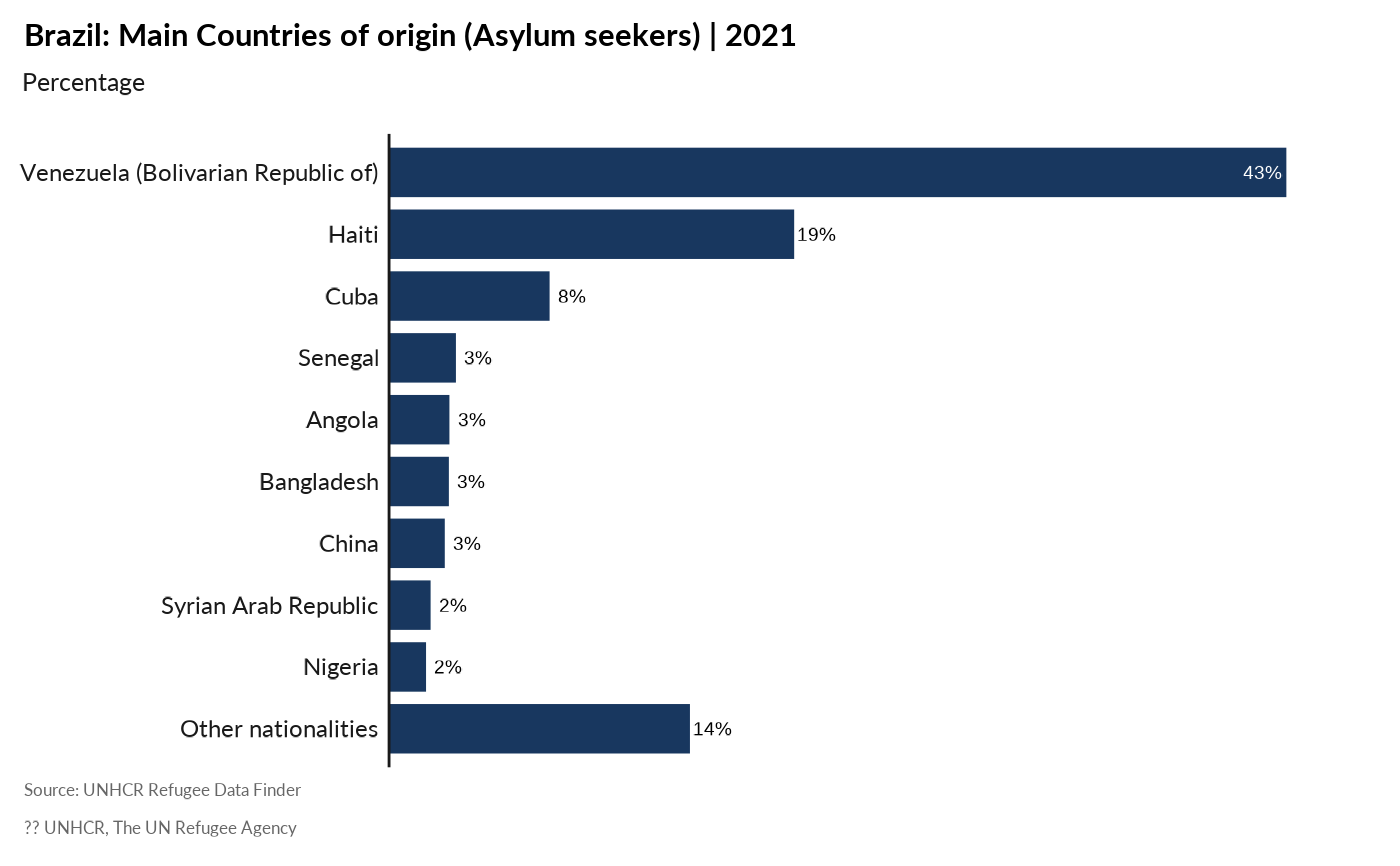 Brazil: Main Countries of origin (Asylum seekers) | 2021
Percentage
Venezuela (Bolivarian Republic of) 43%
Haiti 19%
Cuba 8%
Senegal 3%
Angola 3%
Bangladesh 3%
China 3%
Syrian Arab Republic 2%
Nigeria 2%
Other nationalities 14%
Source: UNHCR Refugee Data Finder
?? UNHCR, The UN Refugee Agency